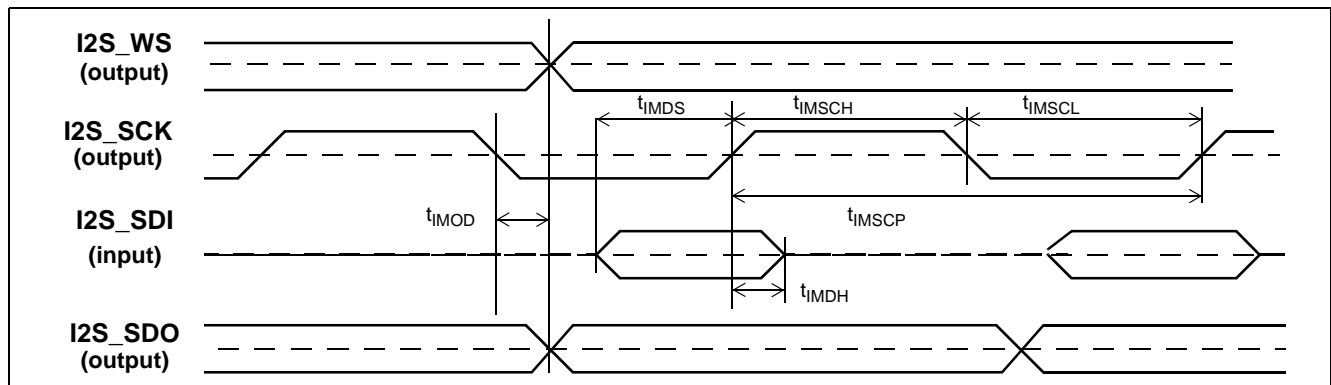 I2S_WS
(output)
tIMDS
tIMSCH
tIMSCL
I2S_SCK
(output)
tIMOD
tIMSCP
I2S_SDI
(input)
tIMDH
I2S_SDO
(output)